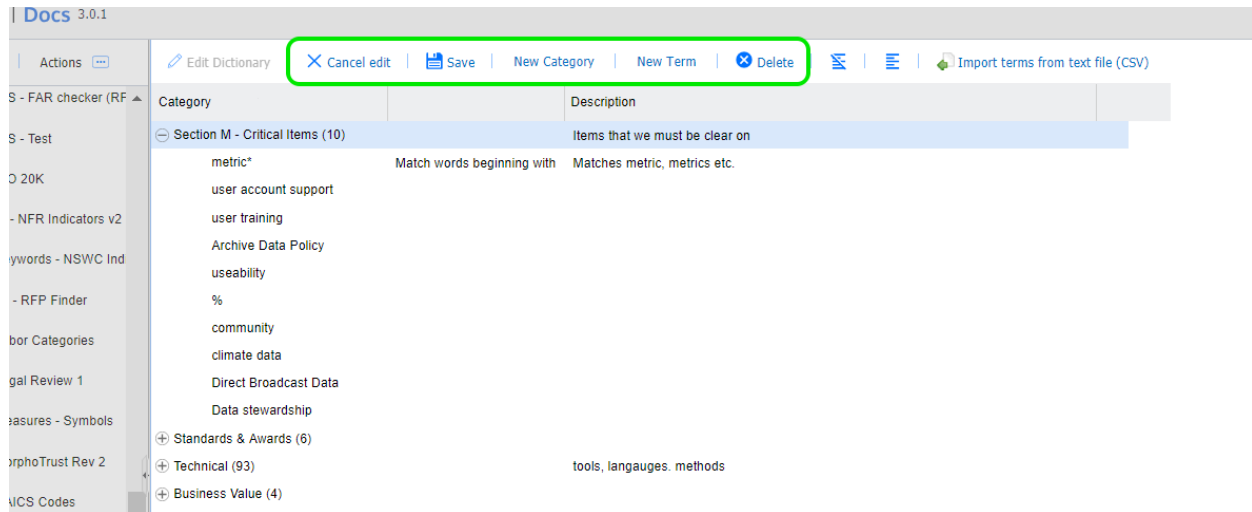 | Docs 3.0.1
Actions
Edit Dictionary Cancel edit Save New Category New Term Delete Import terms from text file (CSV)
S - FAR checker (RF
S - Test
O 20K
- NFR Indicators v2
eywords - NSWC Ind
- RFP Finder
bor Categories
gal Review 1
easures - Symbols
orphoTrust Rev 2
AICS Codes
Category Description
Section M - Critical Items (10) Items that we must be clear on
metric* Match words beginning with Matches metric, metrics etc.
user account support
user training
Archive Data Policy
useability
%
community
climate data
Direct Broadcast Data
Data stewardship
Standards & Awards (6)
Technical (93) tools, langauges. methods
Business Value (4)